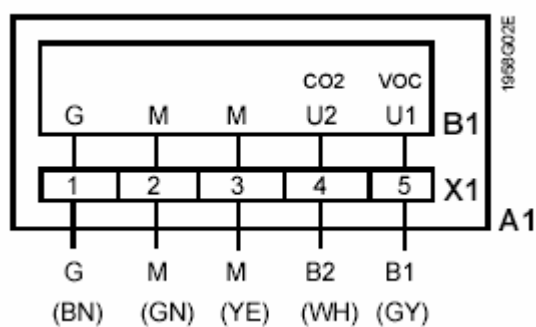 CO2 VOC
G M M U2 U1 B1
1 2 3 4 5 X1
A1
G M M B2 B1
(BN) (GN) (YE) (WH) (GY)
1958G02E